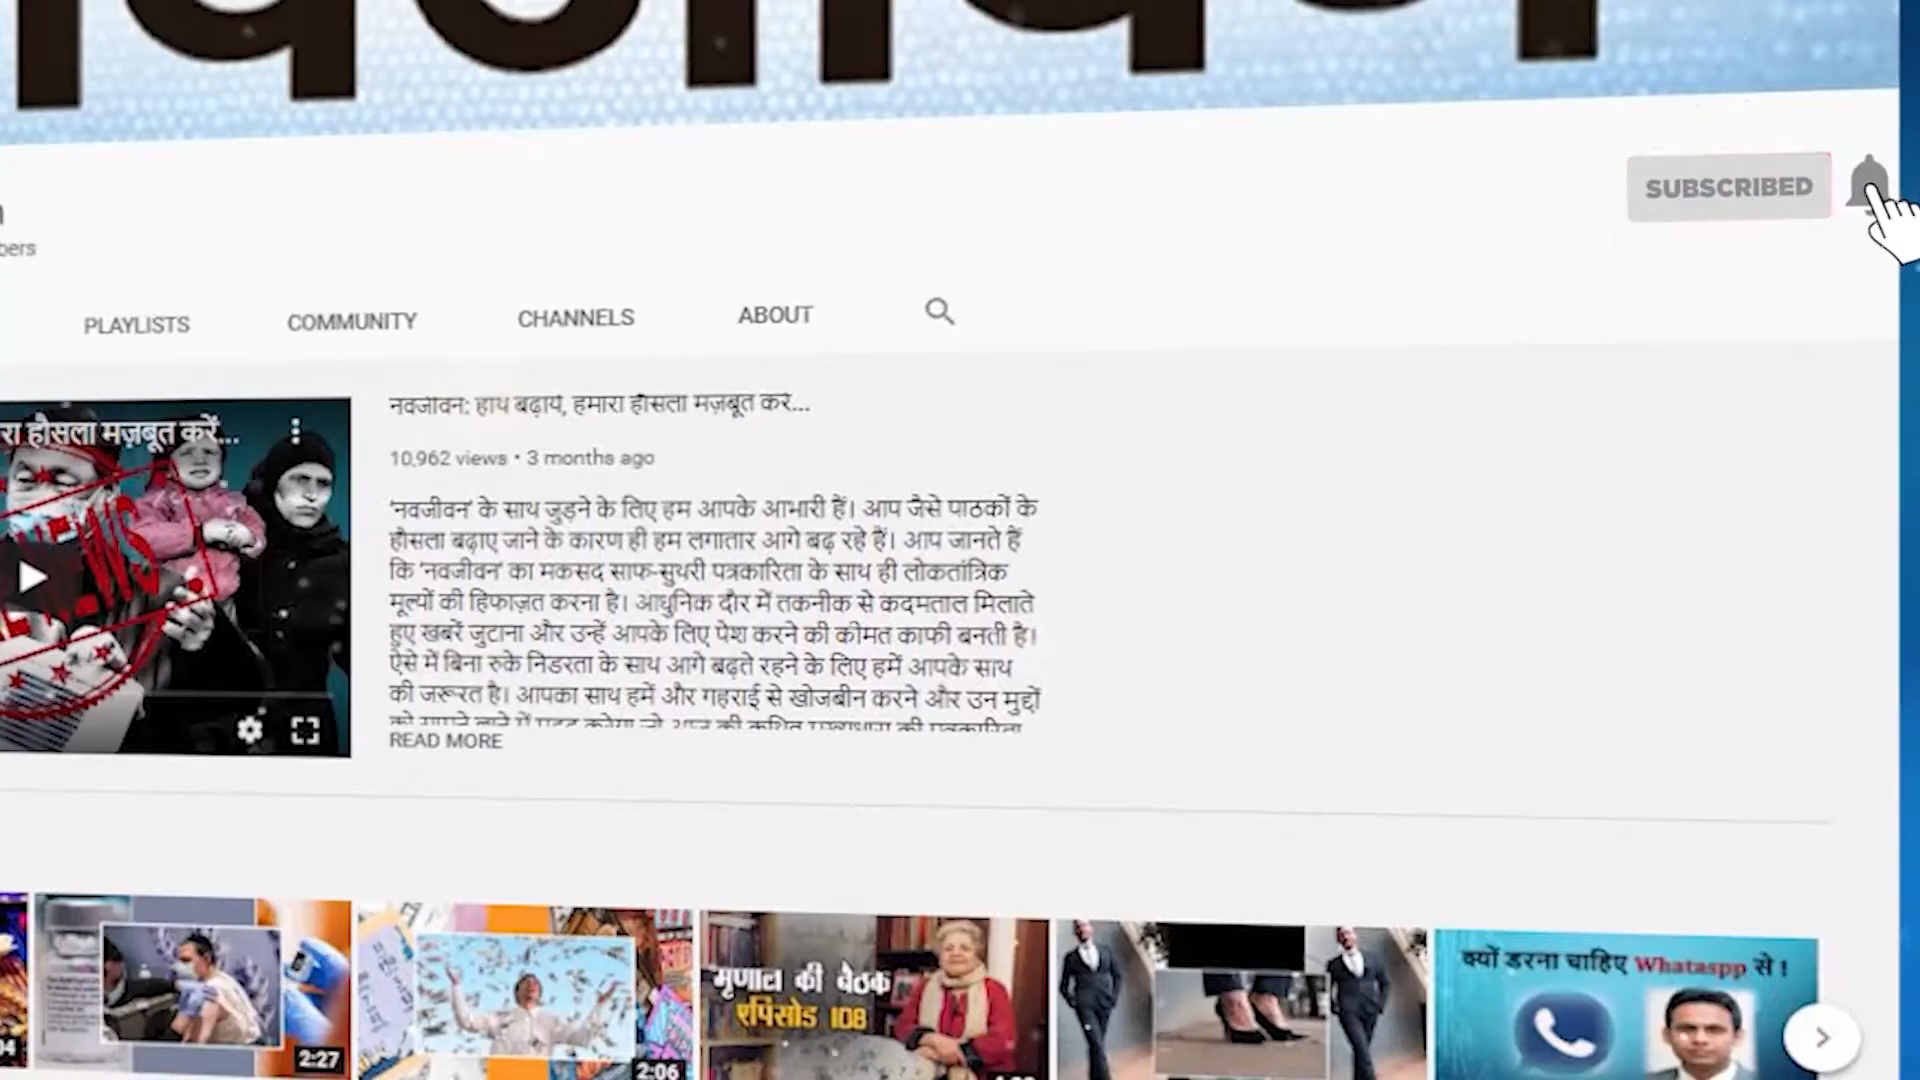 SUBSCRIBED
PLAYLISTS
COMMUNITY
CHANNELS
ABOUT
रा हौसला मज़बूत करें...
नवजीवन: हाथ बढ़ायें, हमारा हौसला मज़बूत करें...
10,962 views • 3 months ago
'नवजीवन' के साथ जुड़ने के लिए हम आपके आभारी हैं। आप जैसे पाठकों के
हौसला बढ़ाए जाने के कारण ही हम लगातार आगे बढ़ रहे हैं। आप जानते हैं
कि 'नवजीवन' का मकसद साफ-सुथरी पत्रकारिता के साथ ही लोकतांत्रिक
मूल्यों की हिफाज़त करना है। आधुनिक दौर में तकनीक से कदमताल मिलाते
हुए खबरें जुटाना और उन्हें आपके लिए पेश करने की कीमत काफी बनती है।
ऐसे में बिना रुके निडरता के साथ आगे बढ़ते रहने के लिए हमें आपके साथ
की जरूरत है। आपका साथ हमें और गहराई से खोजबीन करने और उन मुद्दों
READ MORE
2:27
2:06
मृणाल की बैठक
एपिसोड 108
क्यों डरना चाहिए Whataspp से !